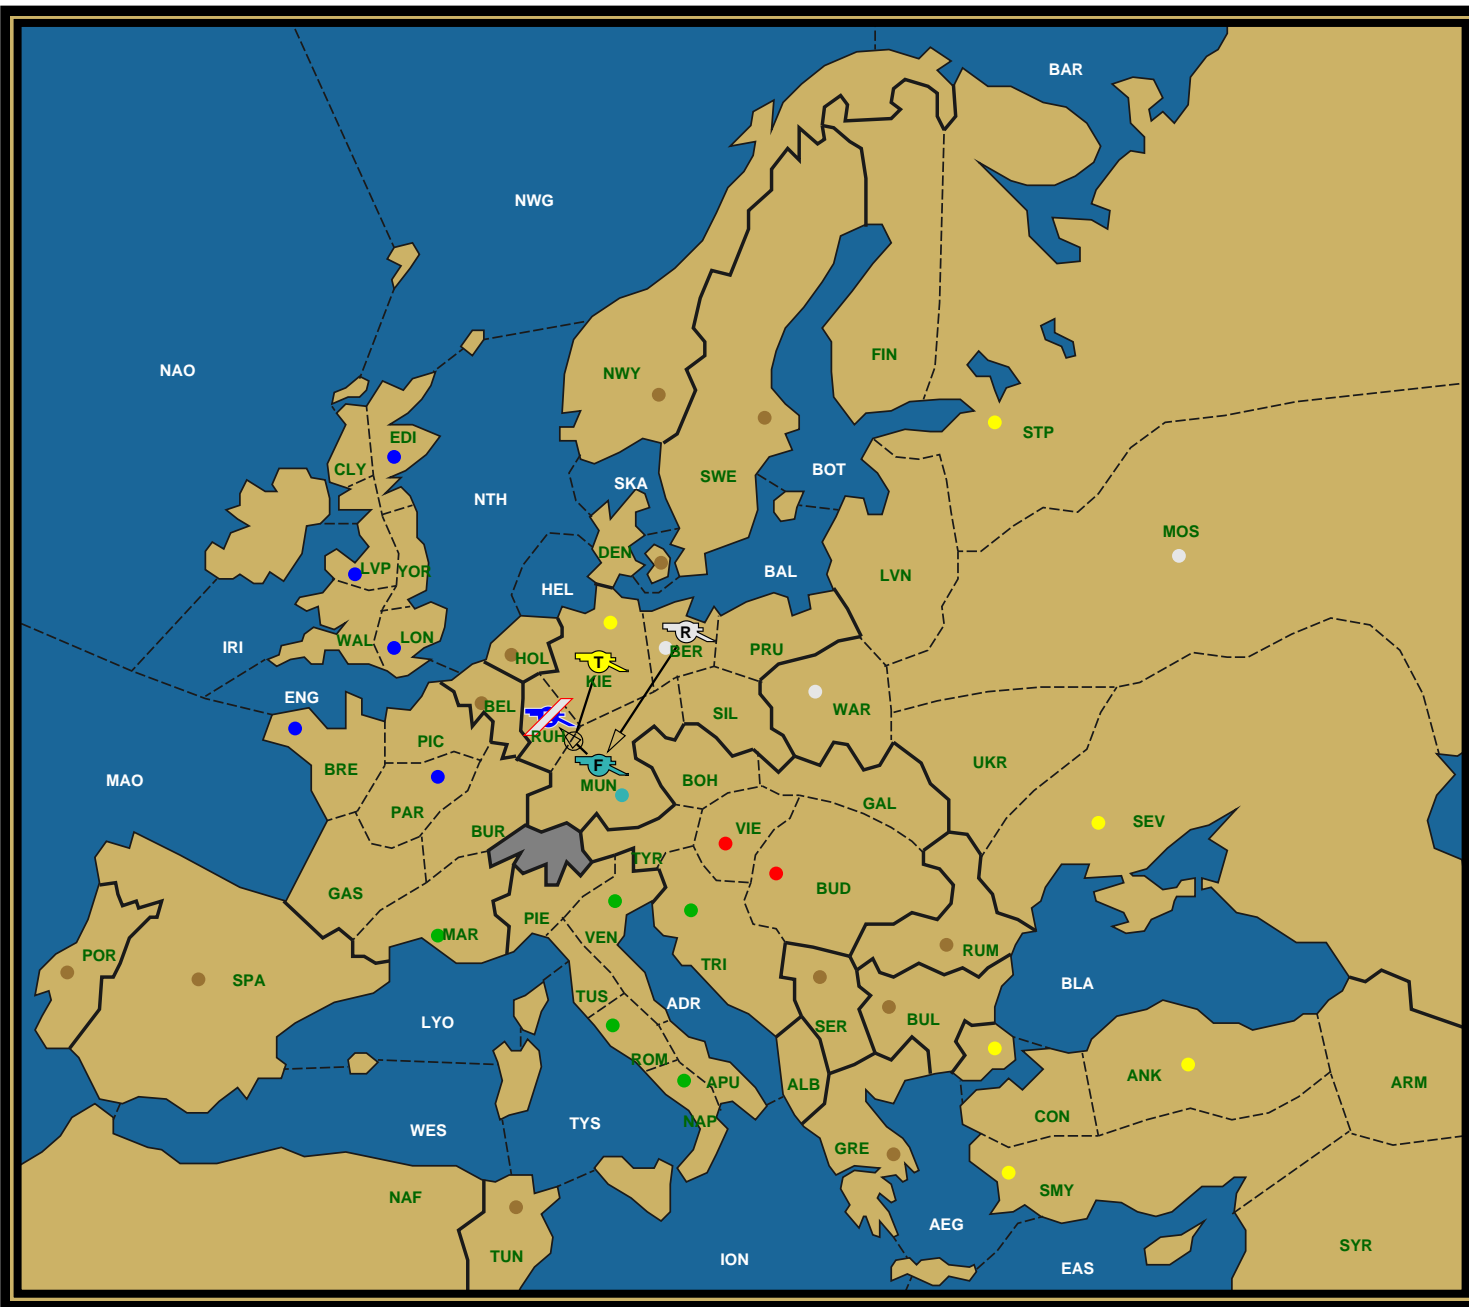 BAR
NWG
NAO
FIN
NWY
EDI
STP
CLY
BOT
SWE
SKA
NTH
MOS
DEN
LVP
YOR
BAL
LVN
HEL
R
LON
WAL
IRI
BER
PRU
HOL
T
KIE
ENG
BEL
SIL
WAR
RUH
PIC
F
UKR
BRE
MUN
BOH
MAO
GAL
PAR
SEV
BUR
VIE
TYR
BUD
GAS
PIE
MAR
VEN
RUM
POR
TRI
SPA
BLA
TUS
ADR
LYO
BUL
SER
ROM
ANK
APU
ALB
ARM
CON
NAP
TYS
WES
GRE
SMY
NAF
AEG
SYR
TUN
ION
EAS